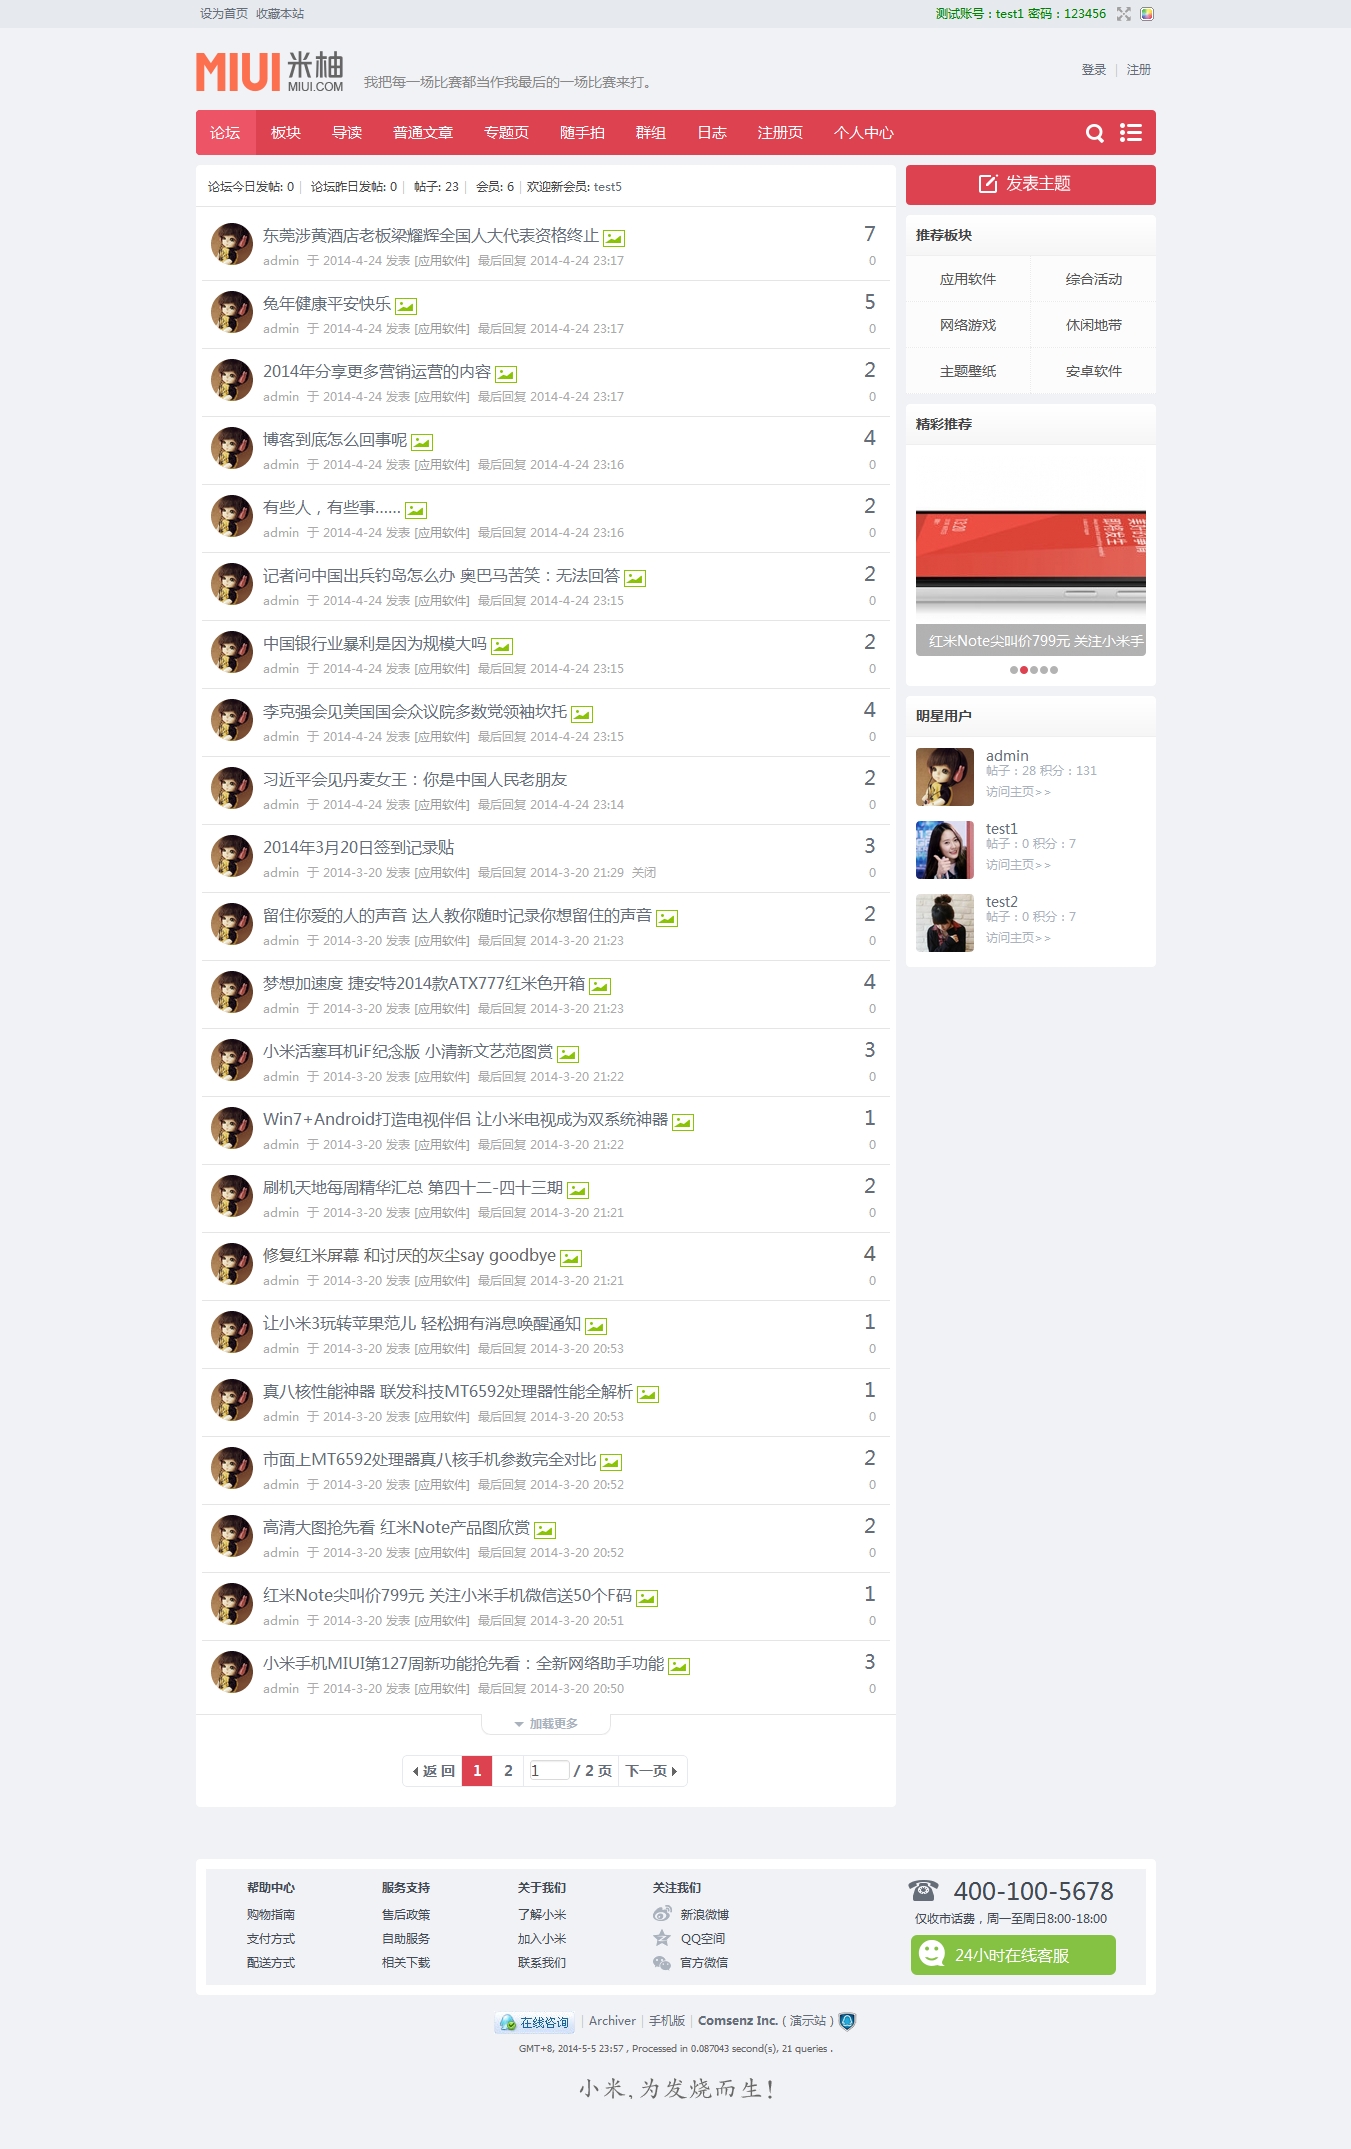 设为首页 收藏本站
测试账号：test1 密码：123456
MIUI 米柚
MIUI.COM
我把每一场比赛都当作我最后的一场比赛来打。
登录 | 注册
论坛 板块 导读 普通文章 专题页 随手拍 群组 日志 注册页 个人中心
论坛今日发帖: 0 | 论坛昨日发帖: 0 | 帖子: 23 | 会员: 6 | 欢迎新会员: test5
东莞涉黄酒店老板梁耀辉全国人大代表资格终止 7
admin 于 2014-4-24 发表 [应用软件] 最后回复 2014-4-24 23:17 0
兔年健康平安快乐 5
admin 于 2014-4-24 发表 [应用软件] 最后回复 2014-4-24 23:17 0
2014年分享更多营销运营的内容 2
admin 于 2014-4-24 发表 [应用软件] 最后回复 2014-4-24 23:17 0
博客到底怎么回事呢 4
admin 于 2014-4-24 发表 [应用软件] 最后回复 2014-4-24 23:16 0
有些人，有些事…… 2
admin 于 2014-4-24 发表 [应用软件] 最后回复 2014-4-24 23:16 0
记者问中国出兵钓岛怎么办 奥巴马苦笑：无法回答 2
admin 于 2014-4-24 发表 [应用软件] 最后回复 2014-4-24 23:15 0
中国银行业暴利是因为规模大吗 2
admin 于 2014-4-24 发表 [应用软件] 最后回复 2014-4-24 23:15 0
李克强会见美国国会众议院多数党领袖坎托 4
admin 于 2014-4-24 发表 [应用软件] 最后回复 2014-4-24 23:15 0
习近平会见丹麦女王：你是中国人民老朋友 2
admin 于 2014-4-24 发表 [应用软件] 最后回复 2014-4-24 23:14 0
2014年3月20日签到记录贴 3
admin 于 2014-3-20 发表 [应用软件] 最后回复 2014-3-20 21:29 关闭 0
留住你爱的人的声音 达人教你随时记录你想留住的声音 2
admin 于 2014-3-20 发表 [应用软件] 最后回复 2014-3-20 21:23 0
梦想加速度 捷安特2014款ATX777红米色开箱 4
admin 于 2014-3-20 发表 [应用软件] 最后回复 2014-3-20 21:23 0
小米活塞耳机iF纪念版 小清新文艺范图赏 3
admin 于 2014-3-20 发表 [应用软件] 最后回复 2014-3-20 21:22 0
Win7+Android打造电视伴侣 让小米电视成为双系统神器 1
admin 于 2014-3-20 发表 [应用软件] 最后回复 2014-3-20 21:22 0
刷机天地每周精华汇总 第四十二-四十三期 2
admin 于 2014-3-20 发表 [应用软件] 最后回复 2014-3-20 21:21 0
修复红米屏幕 和讨厌的灰尘say goodbye 4
admin 于 2014-3-20 发表 [应用软件] 最后回复 2014-3-20 21:21 0
让小米3玩转苹果范儿 轻松拥有消息唤醒通知 1
admin 于 2014-3-20 发表 [应用软件] 最后回复 2014-3-20 20:53 0
真八核性能神器 联发科技MT6592处理器性能全解析 1
admin 于 2014-3-20 发表 [应用软件] 最后回复 2014-3-20 20:53 0
市面上MT6592处理器真八核手机参数完全对比 2
admin 于 2014-3-20 发表 [应用软件] 最后回复 2014-3-20 20:52 0
高清大图抢先看 红米Note产品图欣赏 2
admin 于 2014-3-20 发表 [应用软件] 最后回复 2014-3-20 20:52 0
红米Note尖叫价799元 关注小米手机微信送50个F码 1
admin 于 2014-3-20 发表 [应用软件] 最后回复 2014-3-20 20:51 0
小米手机MIUI第127周新功能抢先看：全新网络助手功能 3
admin 于 2014-3-20 发表 [应用软件] 最后回复 2014-3-20 20:50 0
加载更多
返 回 1 2 1 / 2 页 下一页
发表主题
推荐板块
应用软件 综合活动
网络游戏 休闲地带
主题壁纸 安卓软件
精彩推荐
红米Note尖叫价799元 关注小米手
明星用户
admin
帖子：28 积分：131
访问主页>>
test1
帖子：0 积分：7
访问主页>>
test2
帖子：0 积分：7
访问主页>>
帮助中心 服务支持 关于我们 关注我们
购物指南 售后政策 了解小米 新浪微博
支付方式 自助服务 加入小米 QQ空间
配送方式 相关下载 联系我们 官方微信
400-100-5678
仅收市话费，周一至周日8:00-18:00
24小时在线客服
在线咨询 | Archiver | 手机版 | Comsenz Inc. ( 演示站 )
GMT+8, 2014-5-5 23:57 , Processed in 0.087043 second(s), 21 queries .
小米,为发烧而生!